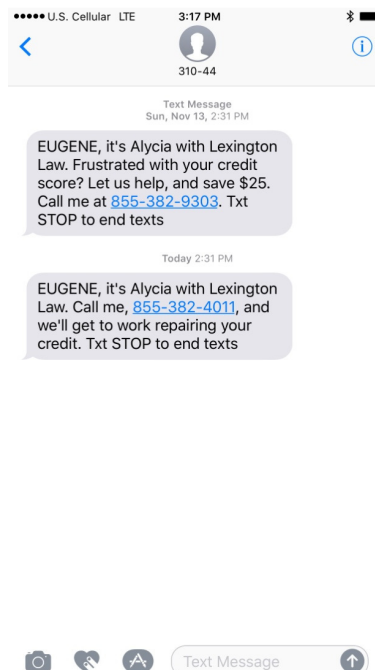 U.S. Cellular LTE 3:17 PM
310-44
Text Message
Sun, Nov 13, 2:31 PM
EUGENE, it's Alycia with Lexington
Law. Frustrated with your credit
score? Let us help, and save $25.
Call me at 855-382-9303. Txt
STOP to end texts
Today 2:31 PM
EUGENE, it's Alycia with Lexington
Law. Call me, 855-382-4011, and
we'll get to work repairing your
credit. Txt STOP to end texts
Text Message